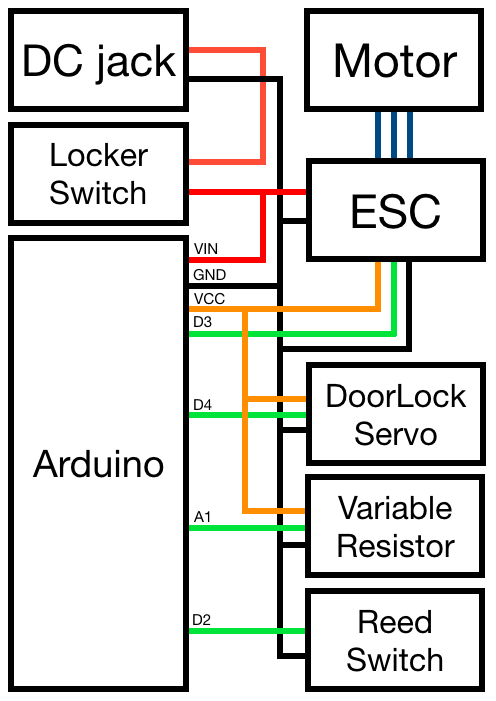 DC jack
Motor
Locker
Switch
ESC
VIN
GND
VCC
D3
D4
DoorLock
Servo
Arduino
Variable
Resistor
A1
D2
Reed
Switch